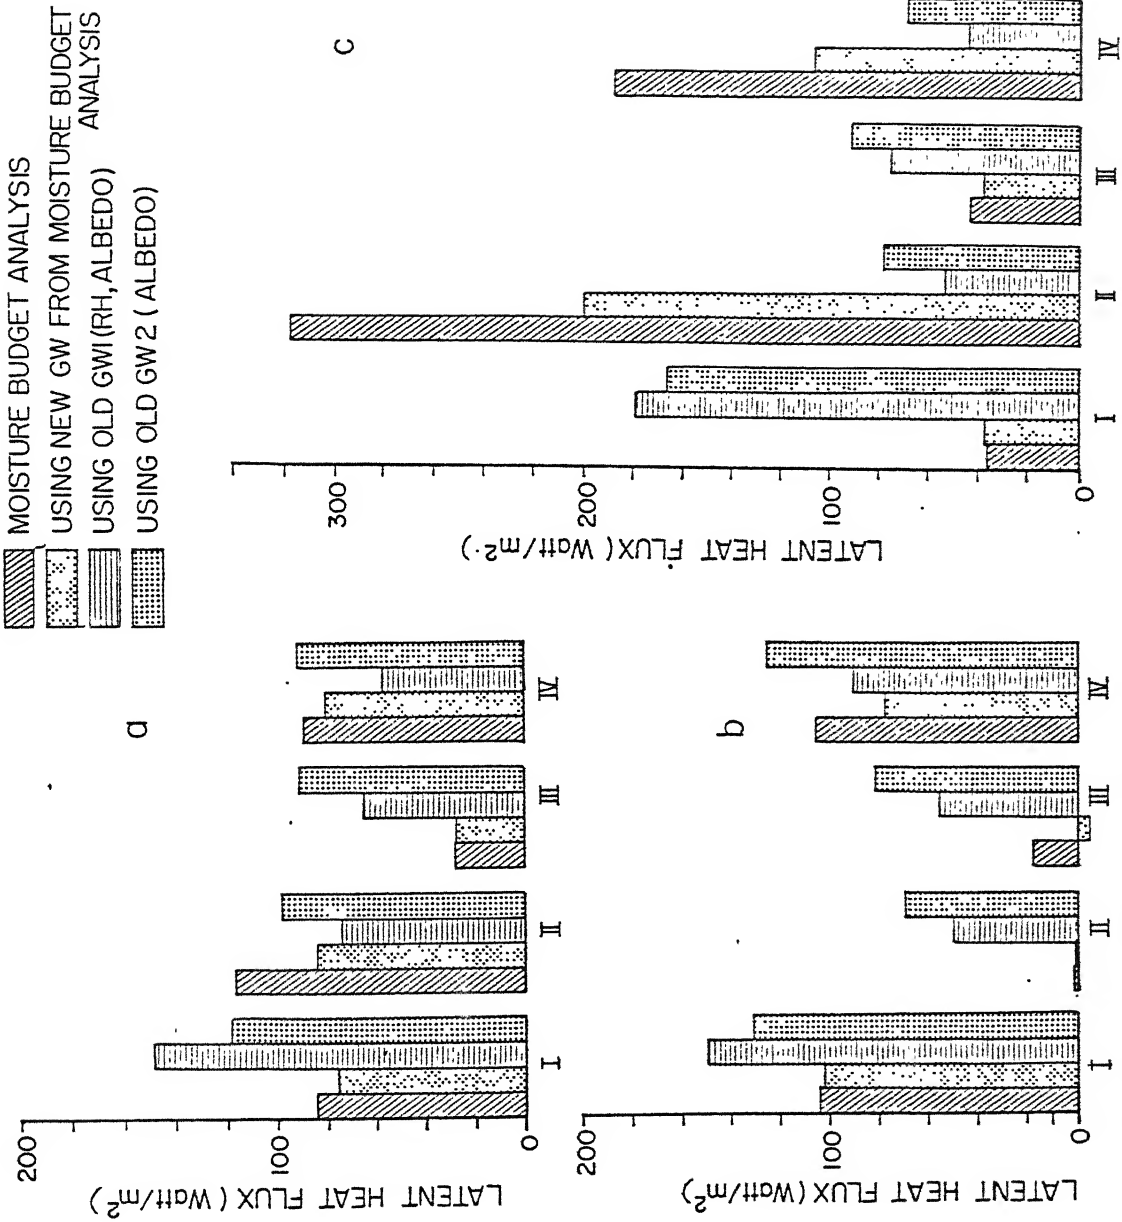 MOISTURE BUDGET ANALYSIS
USING NEW GW FROM MOISTURE BUDGET
ANALYSIS
USING OLD GW1(RH,ALBEDO)
USING OLD GW2 (ALBEDO)
a
200
100
0
LATENT HEAT FLUX (Watt/m²)
I
II
III
IV
b
200
100
0
LATENT HEAT FLUX (Watt/m²)
I
II
III
IV
c
300
200
100
0
LATENT HEAT FLUX (Watt/m²)
I
II
III
IV